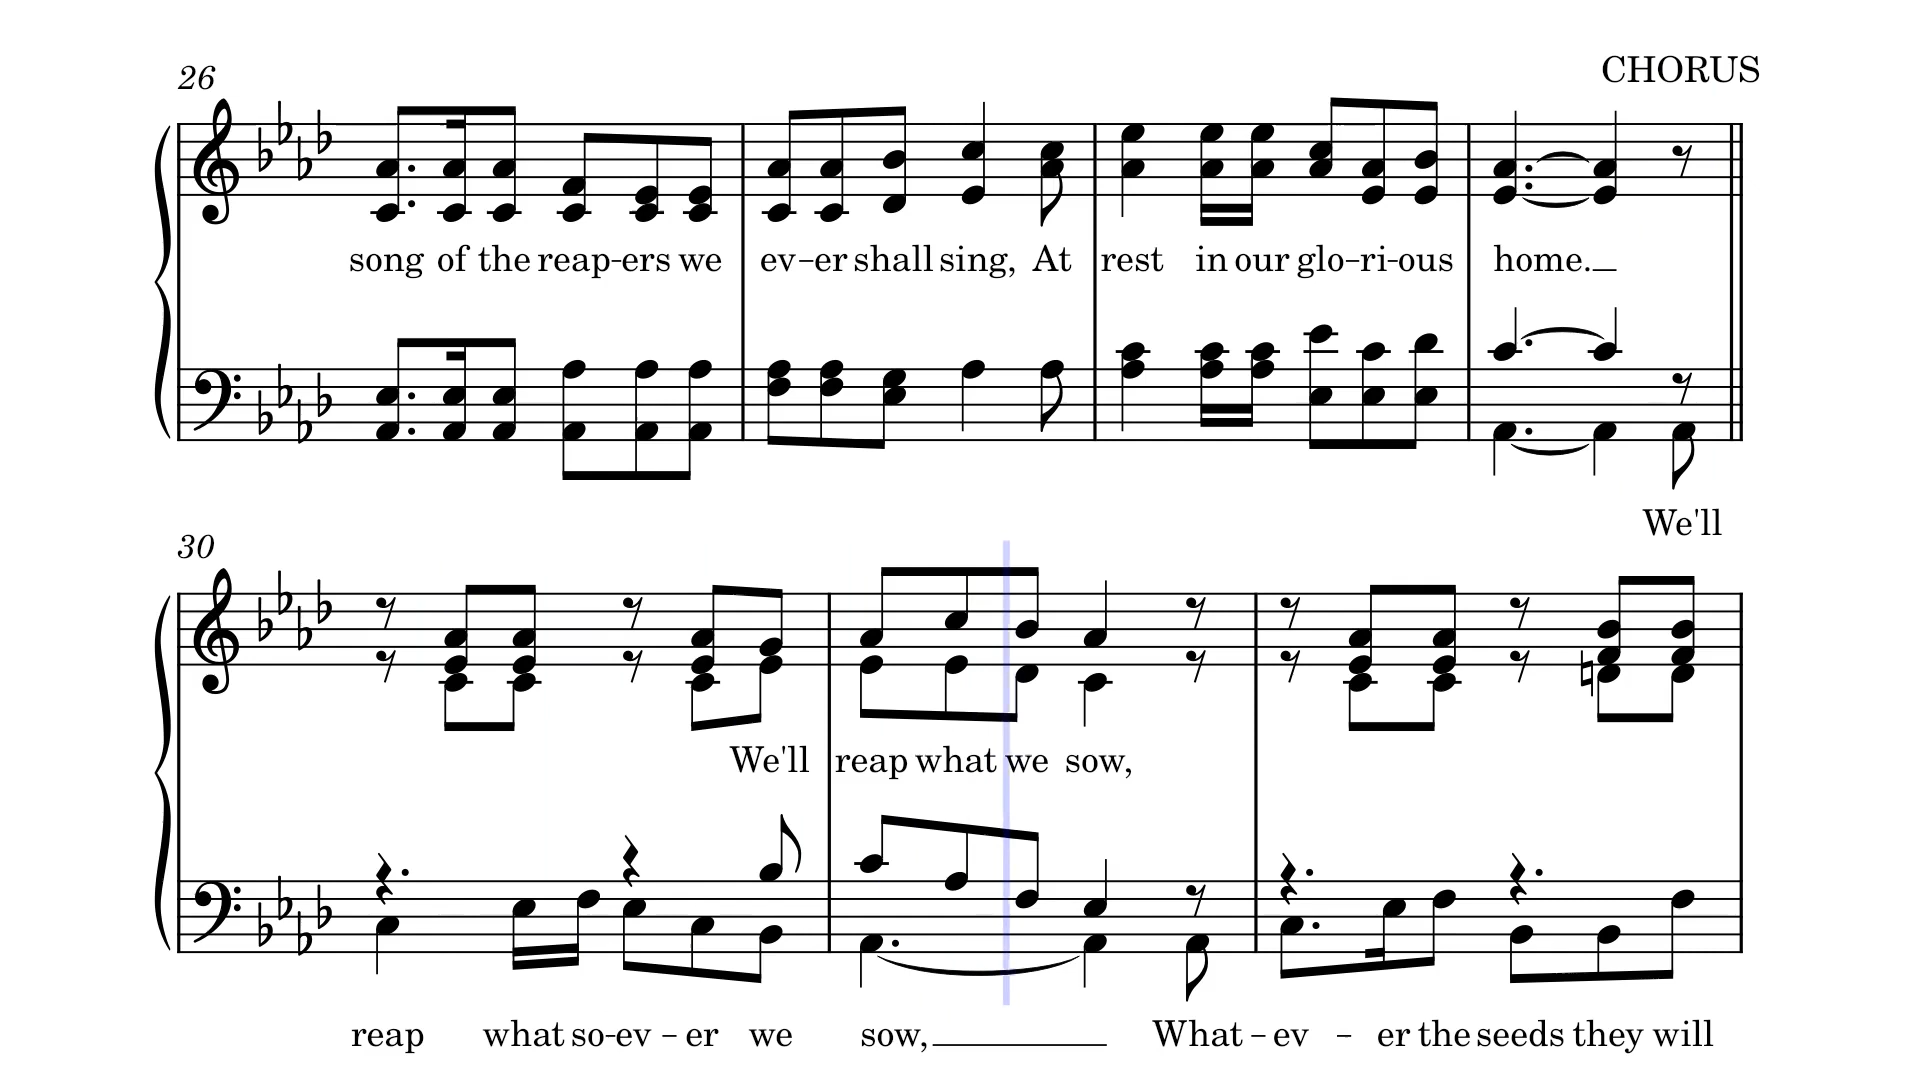 CHORUS
26
song of the reap-ers we ev-er shall sing, At rest in our glo-ri-ous home.
We'll
30
We'll reap what we sow,
reap what so-ev-er we sow, What-ev-er the seeds they will